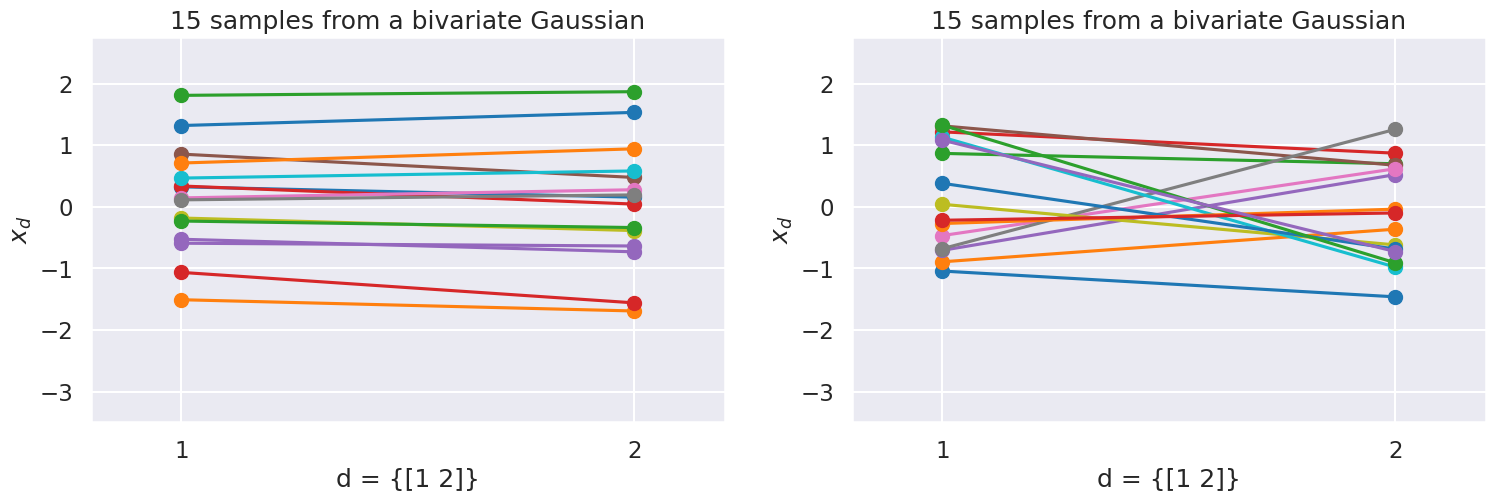 15 samples from a bivariate Gaussian
2
1
0
−1
−2
−3
x_d
1 2
d = {[1 2]}
15 samples from a bivariate Gaussian
2
1
0
−1
−2
−3
x_d
1 2
d = {[1 2]}